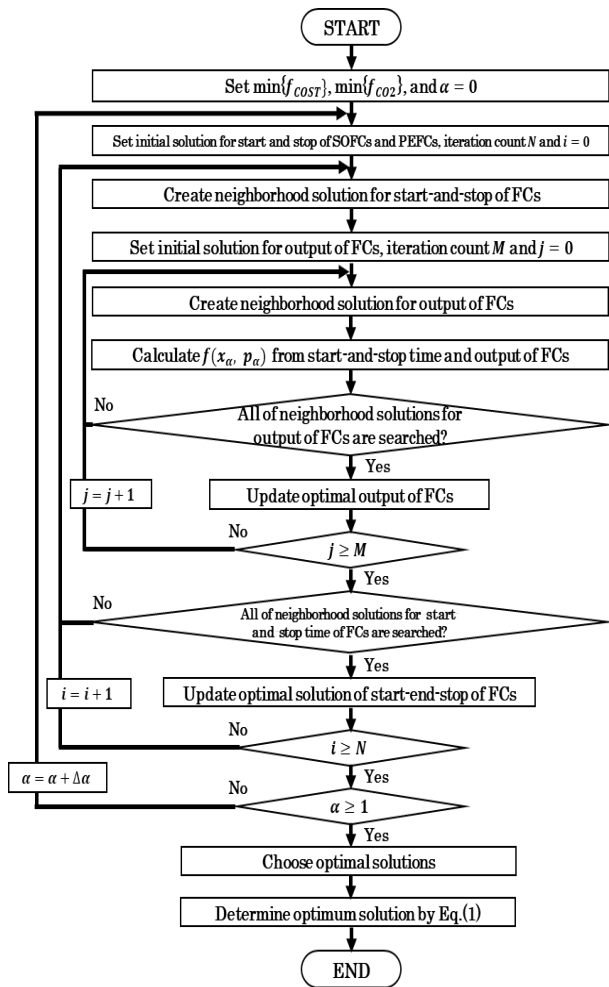 START
Set min{f_COST}, min{f_CO2}, and α = 0
Set initial solution for start and stop of SOFCs and PEFCs, iteration count N and i = 0
Create neighborhood solution for start-and-stop of FCs
Set initial solution for output of FCs, iteration count M and j = 0
Create neighborhood solution for output of FCs
Calculate f(x_α, p_α) from start-and-stop time and output of FCs
No
All of neighborhood solutions for
output of FCs are searched?
Yes
j = j + 1
Update optimal output of FCs
No
j ≥ M
Yes
No
All of neighborhood solutions for start
and stop time of FCs are searched?
Yes
i = i + 1
Update optimal solution of start-end-stop of FCs
No
i ≥ N
α = α + Δα
Yes
No
α ≥ 1
Yes
Choose optimal solutions
Determine optimum solution by Eq.(1)
END